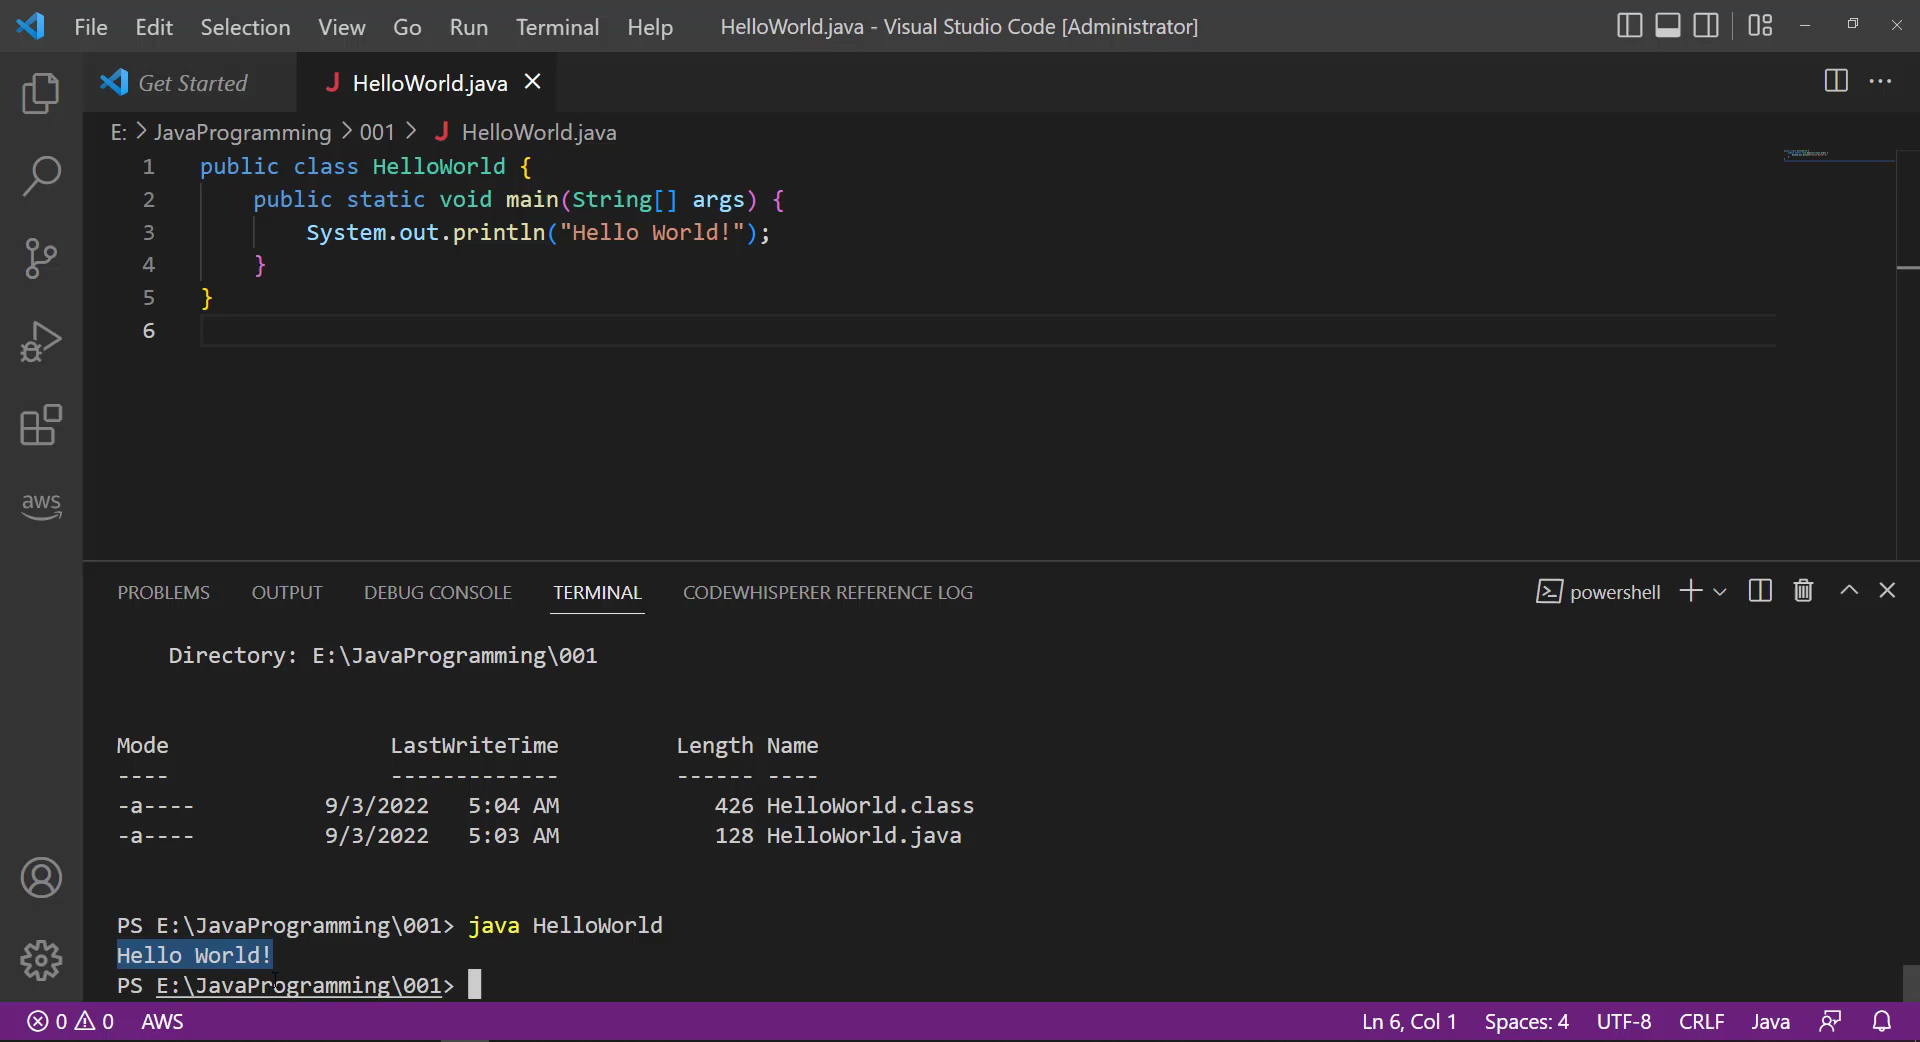 File Edit Selection View Go Run Terminal Help HelloWorld.java - Visual Studio Code [Administrator]
Get Started J HelloWorld.java
E: > JavaProgramming > 001 > J HelloWorld.java
1 public class HelloWorld {
2 public static void main(String[] args) {
3 System.out.println("Hello World!");
4 }
5 }
6
aws
PROBLEMS OUTPUT DEBUG CONSOLE TERMINAL CODEWHISPERER REFERENCE LOG powershell
Directory: E:\JavaProgramming\001
Mode LastWriteTime Length Name
---- ------------- ------ ----
-a---- 9/3/2022 5:04 AM 426 HelloWorld.class
-a---- 9/3/2022 5:03 AM 128 HelloWorld.java
PS E:\JavaProgramming\001> java HelloWorld
Hello World!
PS E:\JavaProgramming\001>
0 0 AWS Ln 6, Col 1 Spaces: 4 UTF-8 CRLF Java